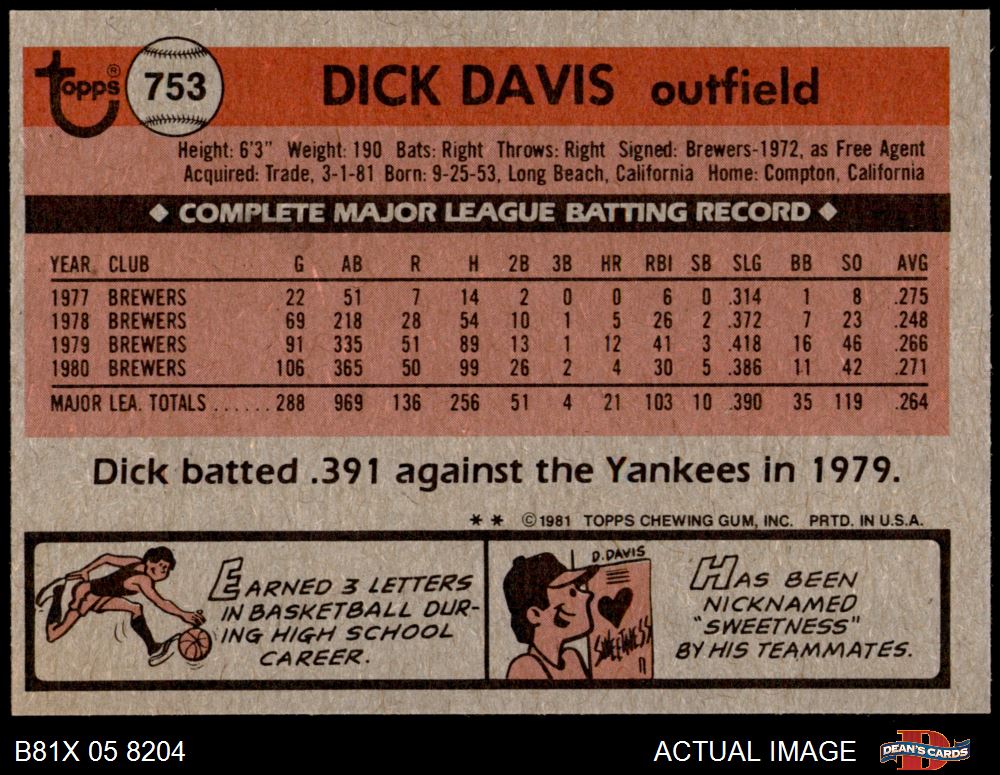 Topps®
753
DICK DAVIS outfield
Height: 6'3" Weight: 190 Bats: Right Throws: Right Signed: Brewers-1972, as Free Agent
Acquired: Trade, 3-1-81 Born: 9-25-53, Long Beach, California Home: Compton, California
◆ COMPLETE MAJOR LEAGUE BATTING RECORD ◆
YEAR CLUB G AB R H 2B 3B HR RBI SB SLG BB SO AVG
1977 BREWERS 22 51 7 14 2 0 0 6 0 .314 1 8 .275
1978 BREWERS 69 218 28 54 10 1 5 26 2 .372 7 23 .248
1979 BREWERS 91 335 51 89 13 1 12 41 3 .418 16 46 .266
1980 BREWERS 106 365 50 99 26 2 4 30 5 .386 11 42 .271
MAJOR LEA. TOTALS ...... 288 969 136 256 51 4 21 103 10 .390 35 119 .264
Dick batted .391 against the Yankees in 1979.
** ©1981 TOPPS CHEWING GUM, INC. PRTD. IN U.S.A.
EARNED 3 LETTERS
IN BASKETBALL DUR-
ING HIGH SCHOOL
CAREER.
D. DAVIS
SWEETNESS
HAS BEEN
NICKNAMED
"SWEETNESS"
BY HIS TEAMMATES.
B81X 05 8204
ACTUAL IMAGE
DEAN'S CARDS